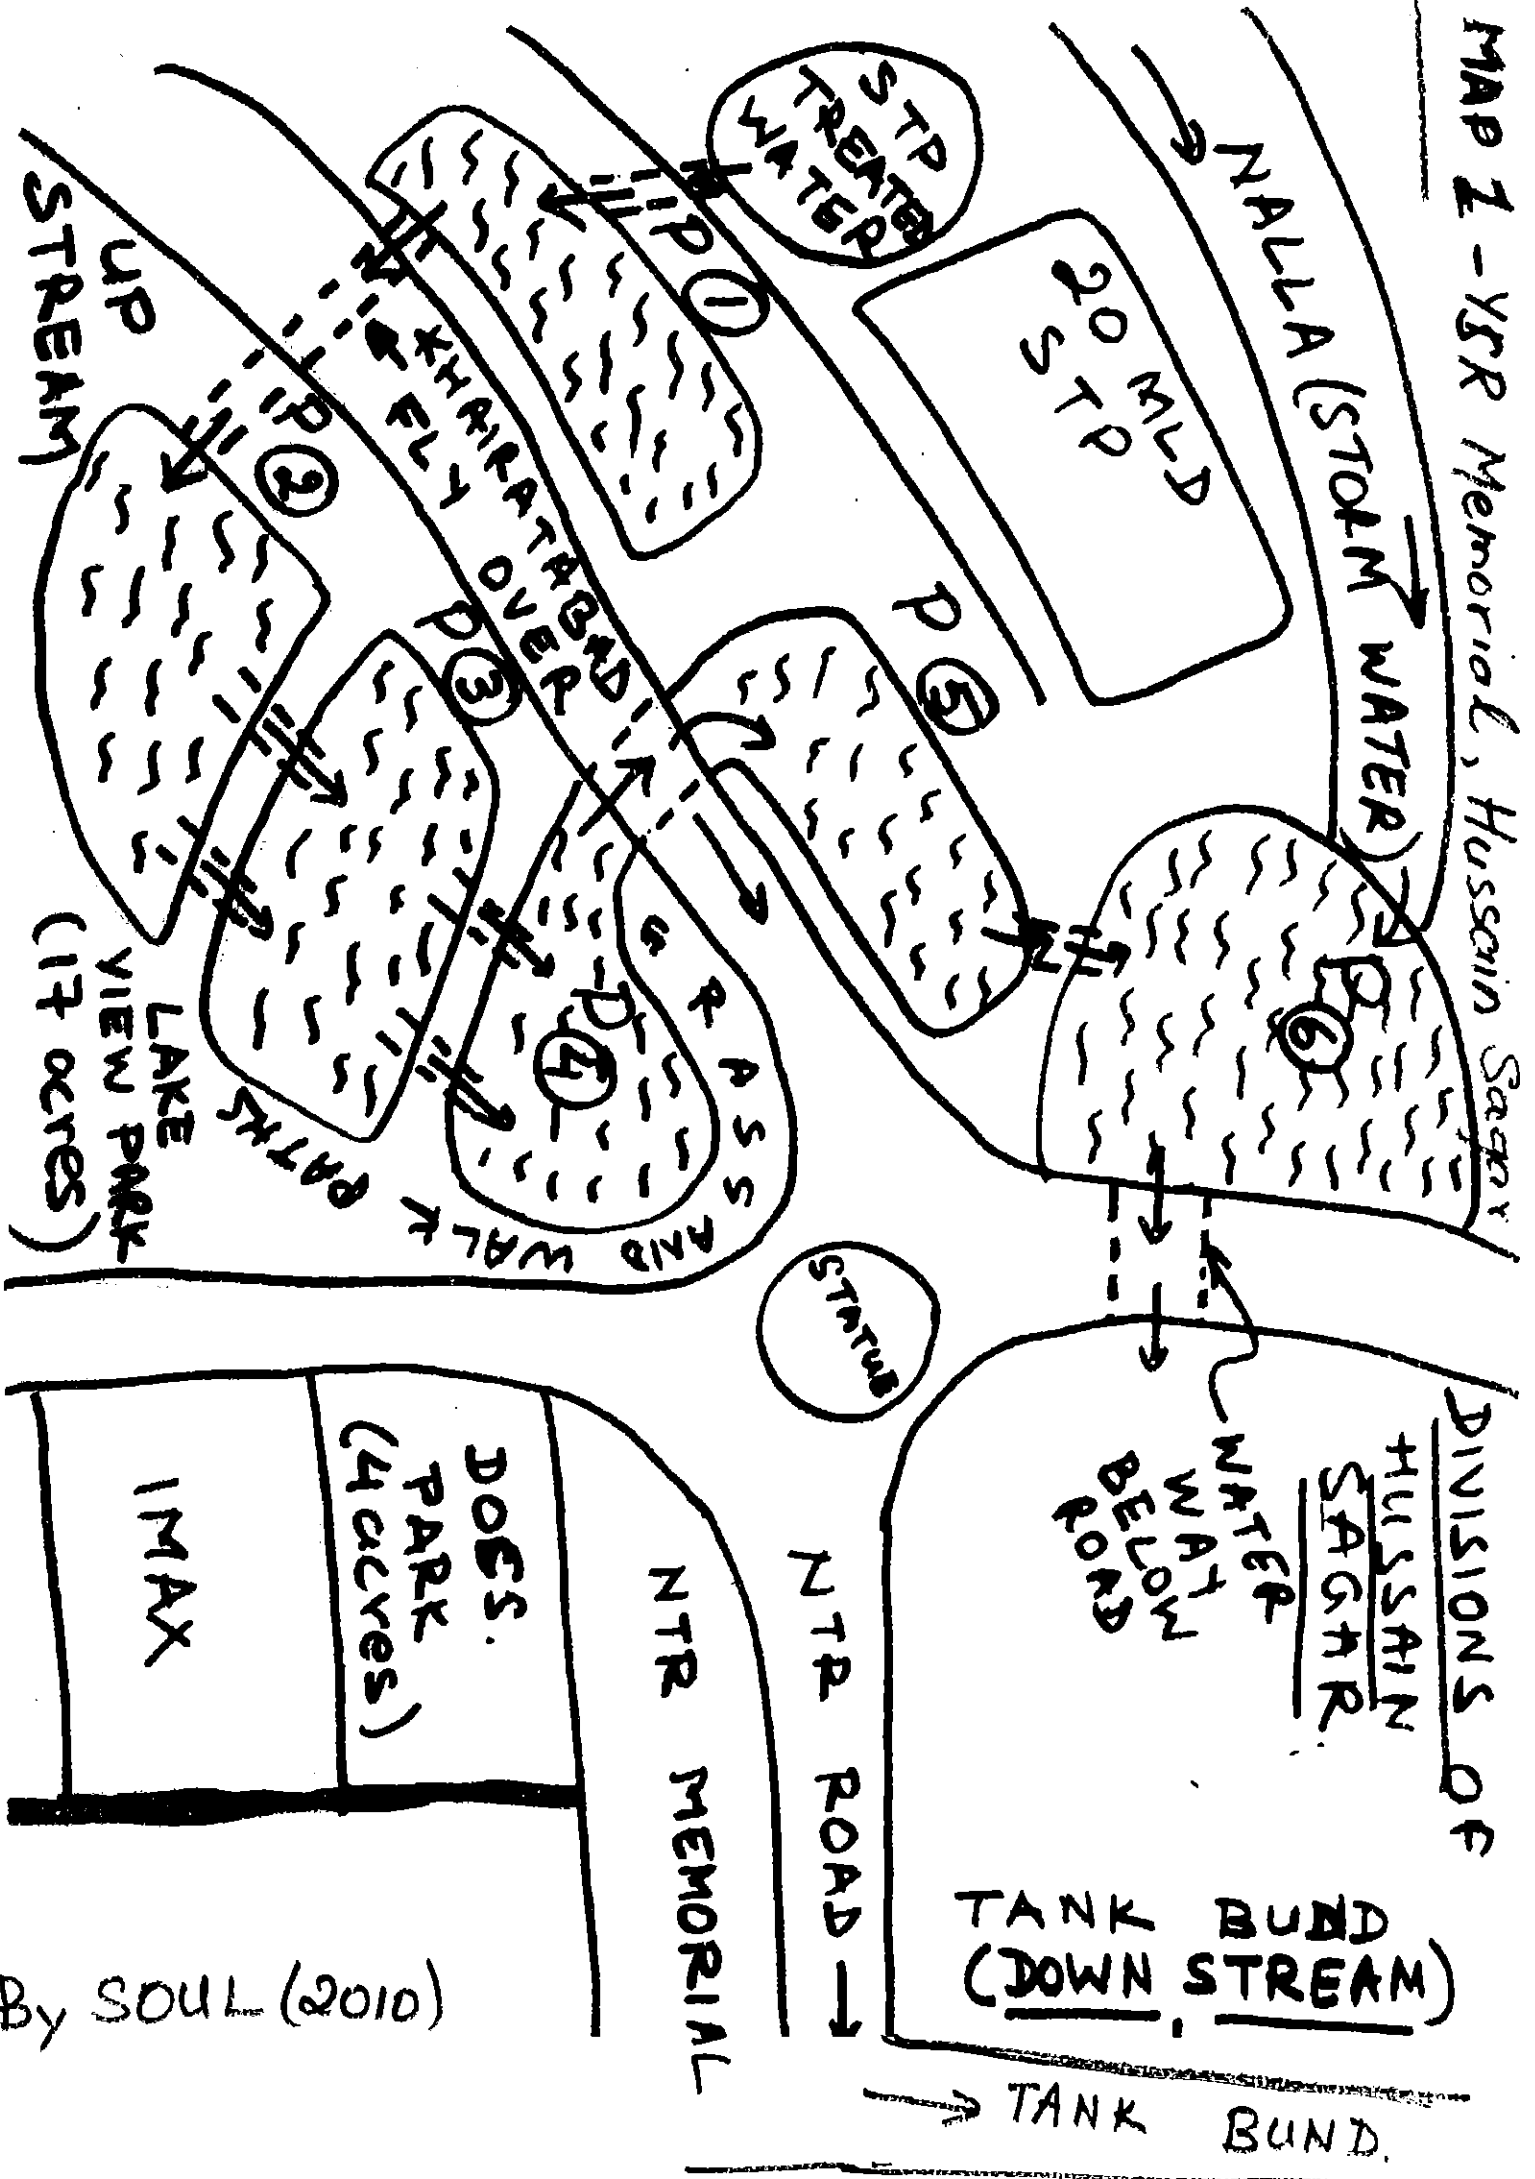 MAP 1 - YSR Memorial, Hussain Sagar
NALLA (STORM WATER)
STP
TREATED
WATER
20 MLD
STP
P 1
P 2
P 3
P 4
P 5
P 6
KHAIRATABAD
FLY OVER
UP
STREAM
GRASS AND WALK PATHS
LAKE
VIEW PARK
(17 acres)
STATUE
WATER
WAY
BELOW
ROAD
DIVISIONS OF
HUSSAIN
SAGAR
DOES.
PARK
(4 acres)
IMAX
NTR MEMORIAL
NTR ROAD
TANK BUND
(DOWN STREAM)
TANK BUND.
By SOUL (2010)